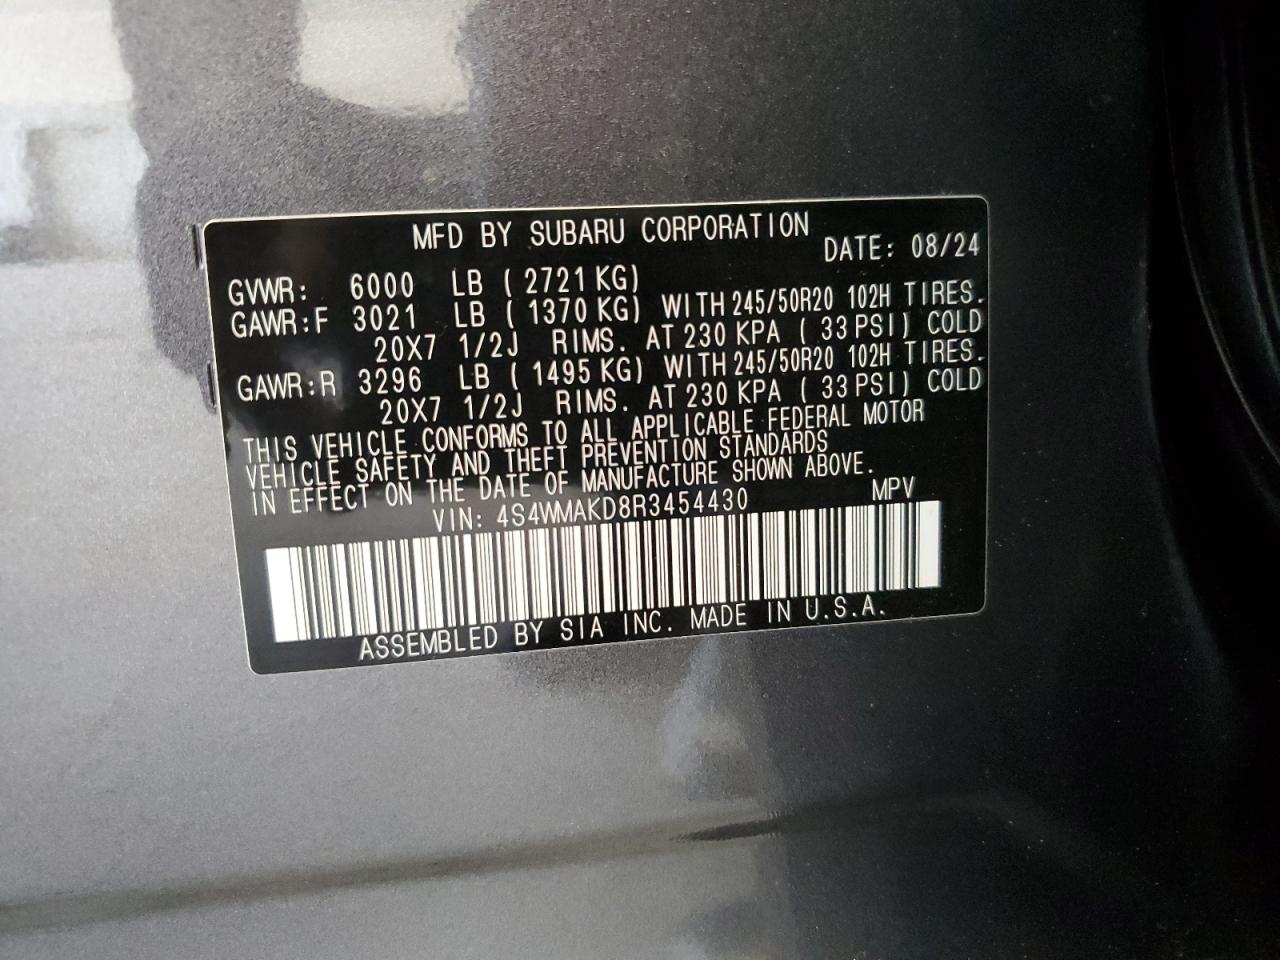 MFD BY SUBARU CORPORATION
DATE: 08/24
GVWR: 6000 LB ( 2721 KG)
GAWR:F 3021 LB ( 1370 KG) WITH 245/50R20 102H TIRES.
20X7 1/2J RIMS. AT 230 KPA ( 33 PSI) COLD
GAWR:R 3296 LB ( 1495 KG) WITH 245/50R20 102H TIRES.
20X7 1/2J RIMS. AT 230 KPA ( 33 PSI) COLD
THIS VEHICLE CONFORMS TO ALL APPLICABLE FEDERAL MOTOR
VEHICLE SAFETY AND THEFT PREVENTION STANDARDS
IN EFFECT ON THE DATE OF MANUFACTURE SHOWN ABOVE.
VIN: 4S4WMAKD8R3454430 MPV
ASSEMBLED BY SIA INC. MADE IN U.S.A.